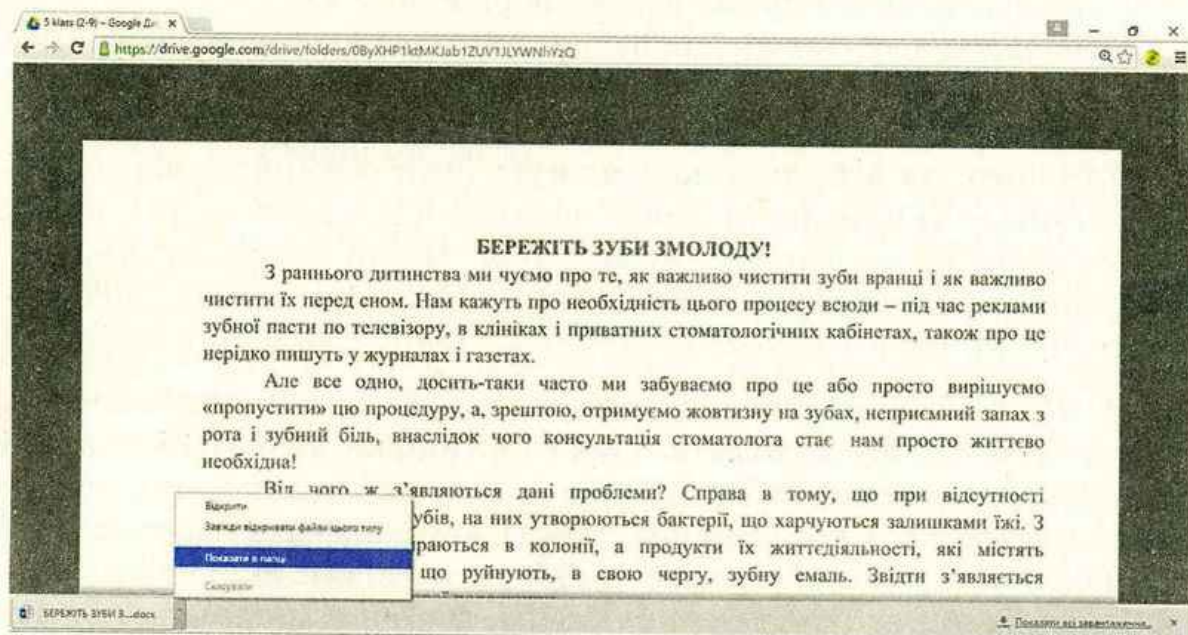 5 klass (2-9) – Google Ди
https://drive.google.com/drive/folders/0ByXHP1ktMKJab1ZUV1JLYWNhYzQ
БЕРЕЖІТЬ ЗУБИ ЗМОЛОДУ!
З раннього дитинства ми чуємо про те, як важливо чистити зуби вранці і як важливо
чистити їх перед сном. Нам кажуть про необхідність цього процесу всюди – під час реклами
зубної пасти по телевізору, в клініках і приватних стоматологічних кабінетах, також про це
нерідко пишуть у журналах і газетах.
Але все одно, досить-таки часто ми забуваємо про це або просто вирішуємо
«пропустити» цю процедуру, а, зрештою, отримуємо жовтизну на зубах, неприємний запах з
рота і зубний біль, внаслідок чого консультація стоматолога стає нам просто життєво
необхідна!
Від чого ж з’являються дані проблеми? Справа в тому, що при відсутності
убів, на них утворюються бактерії, що харчуються залишками їжі. З
раються в колонії, а продукти їх життєдіяльності, які містять
що руйнують, в свою чергу, зубну емаль. Звідти з’являється
Відкрити
Завжди відкривати файли цього типу
Показати в папці
Скасувати
БЕРЕЖІТЬ ЗУБИ З....docx
Показати всі завантаження...